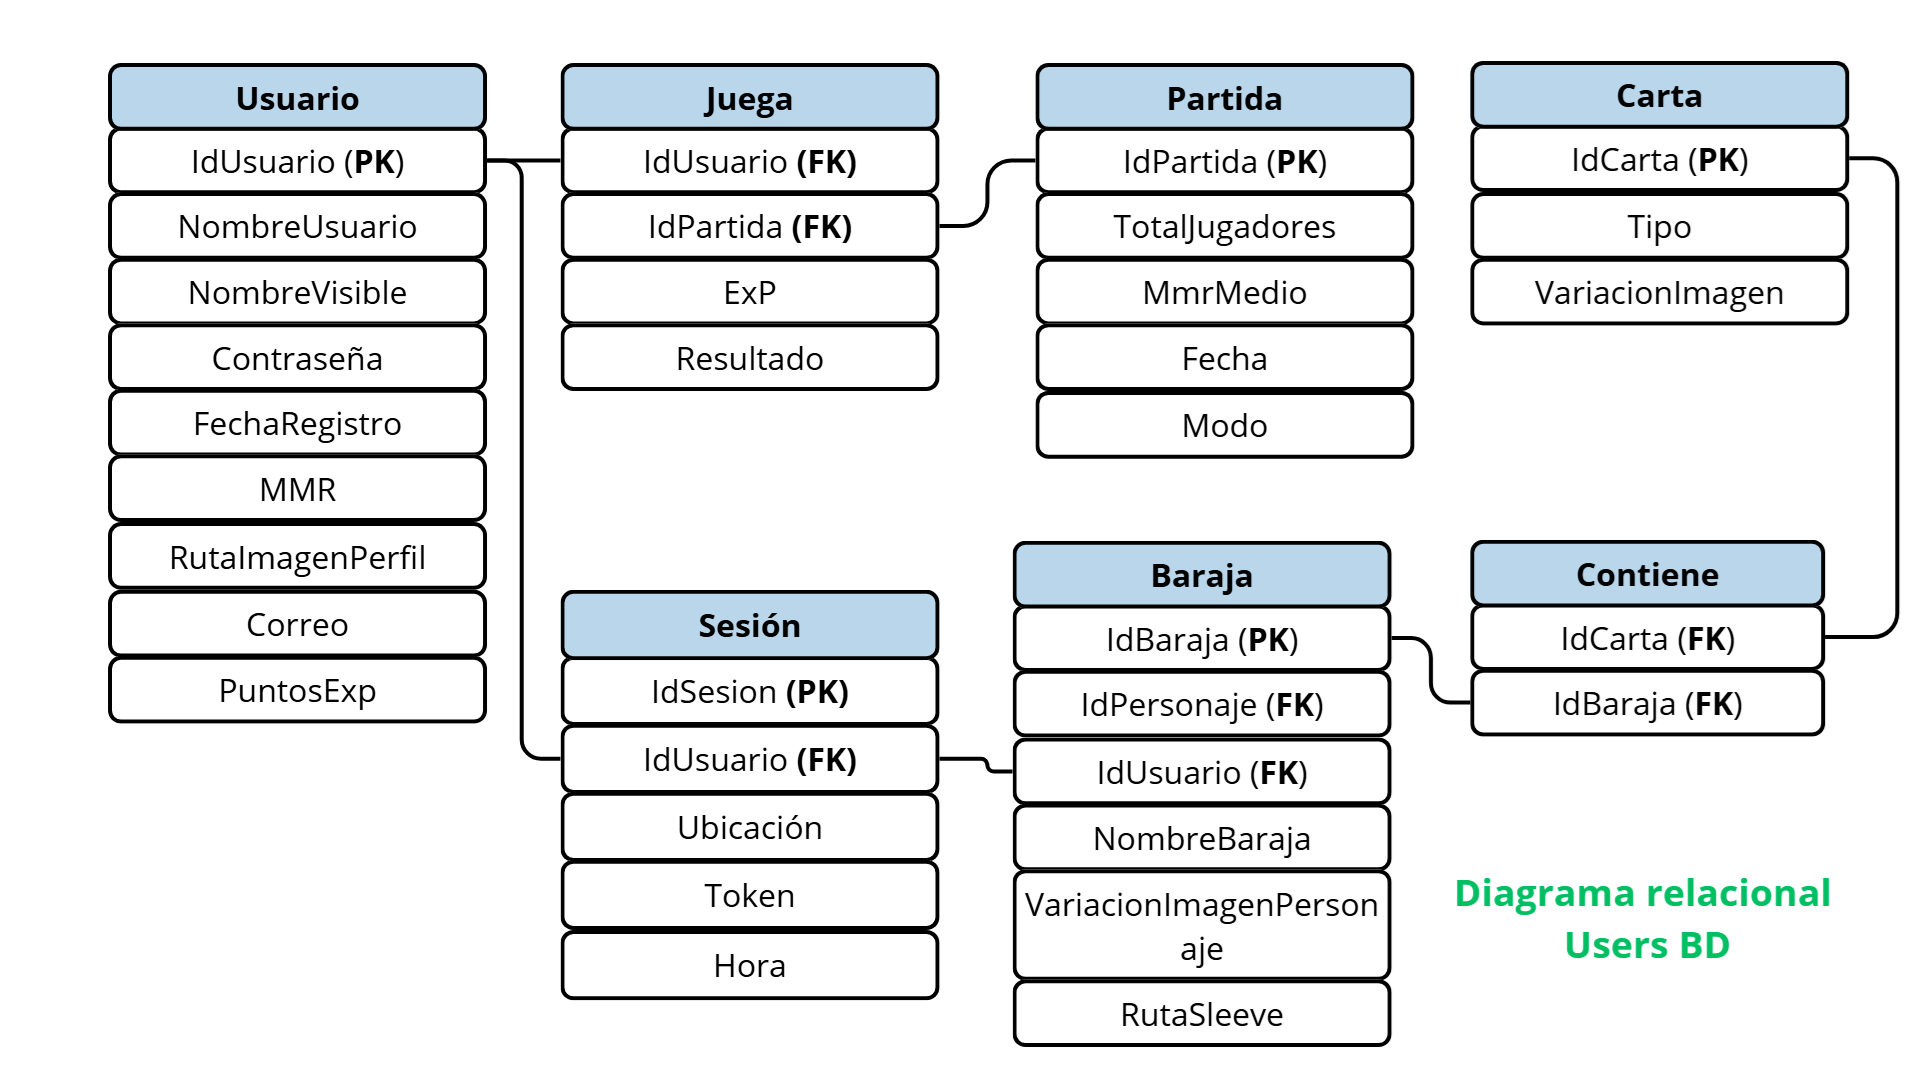 Usuario
IdUsuario (PK)
NombreUsuario
NombreVisible
Contraseña
FechaRegistro
MMR
RutaImagenPerfil
Correo
PuntosExp
Juega
IdUsuario (FK)
IdPartida (FK)
ExP
Resultado
Partida
IdPartida (PK)
TotalJugadores
MmrMedio
Fecha
Modo
Carta
IdCarta (PK)
Tipo
VariacionImagen
Sesión
IdSesion (PK)
IdUsuario (FK)
Ubicación
Token
Hora
Baraja
IdBaraja (PK)
IdPersonaje (FK)
IdUsuario (FK)
NombreBaraja
VariacionImagenPerson
aje
RutaSleeve
Contiene
IdCarta (FK)
IdBaraja (FK)
Diagrama relacional
Users BD